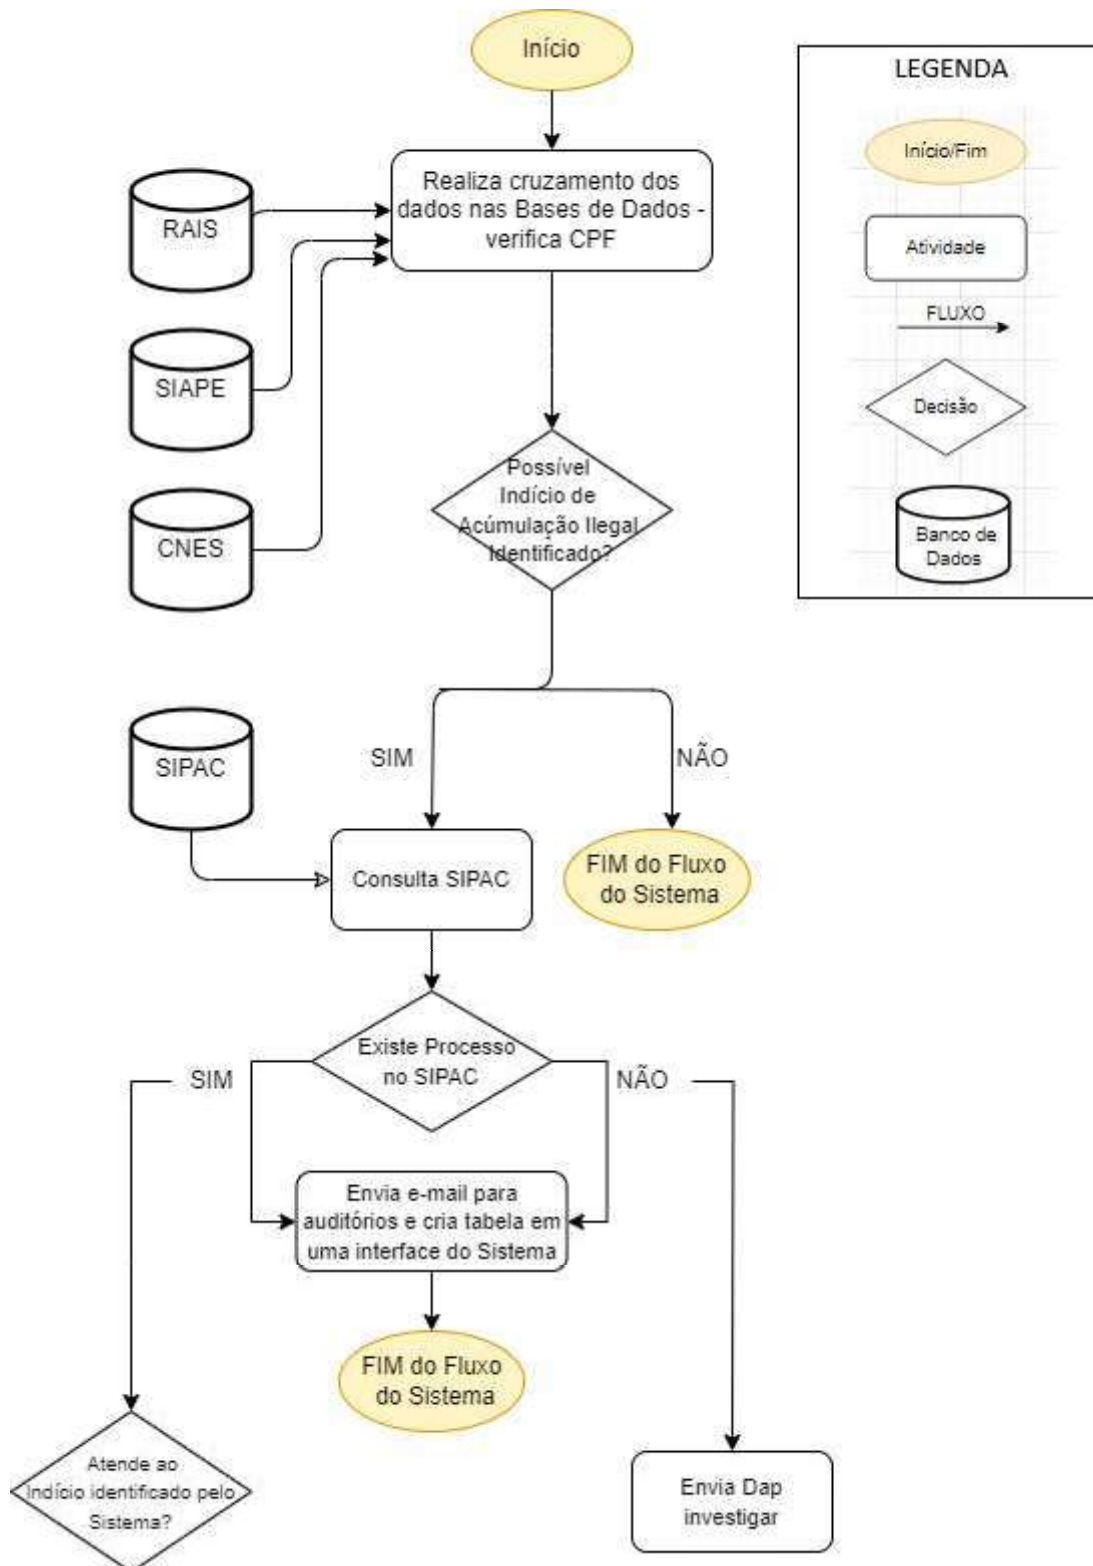 Início
LEGENDA
Início/Fim
Atividade
FLUXO
Decisão
Banco de
Dados
Realiza cruzamento dos
dados nas Bases de Dados -
verifica CPF
RAIS
SIAPE
CNES
Possível
Indício de
Acúmulação Ilegal
Identificado?
SIM
NÃO
SIPAC
Consulta SIPAC
FIM do Fluxo
do Sistema
Existe Processo
no SIPAC
SIM
NÃO
Envia e-mail para
auditórios e cria tabela em
uma interface do Sistema
FIM do Fluxo
do Sistema
Atende ao
Indício identificado pelo
Sistema?
Envia Dap
investigar